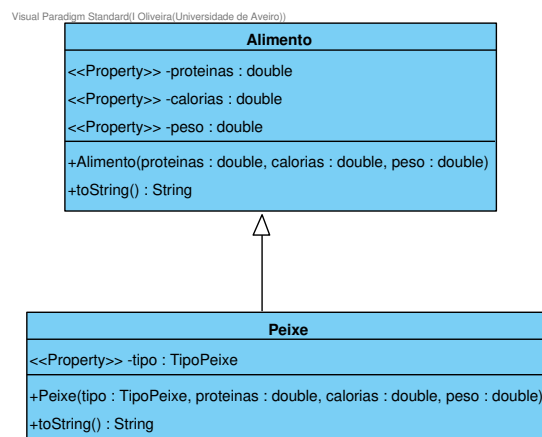 Visual Paradigm Standard(I Oliveira(Universidade de Aveiro))
Alimento
<<Property>> -proteinas : double
<<Property>> -calorias : double
<<Property>> -peso : double
+Alimento(proteinas : double, calorias : double, peso : double)
+toString() : String
Peixe
<<Property>> -tipo : TipoPeixe
+Peixe(tipo : TipoPeixe, proteinas : double, calorias : double, peso : double)
+toString() : String